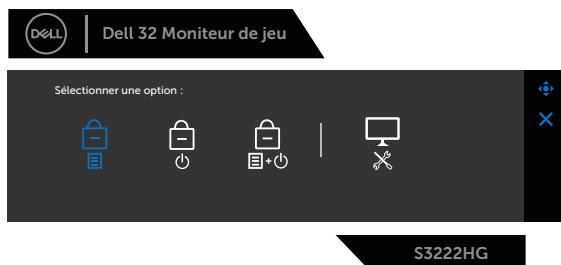 DELL
Dell 32 Moniteur de jeu
Sélectionner une option :
S3222HG